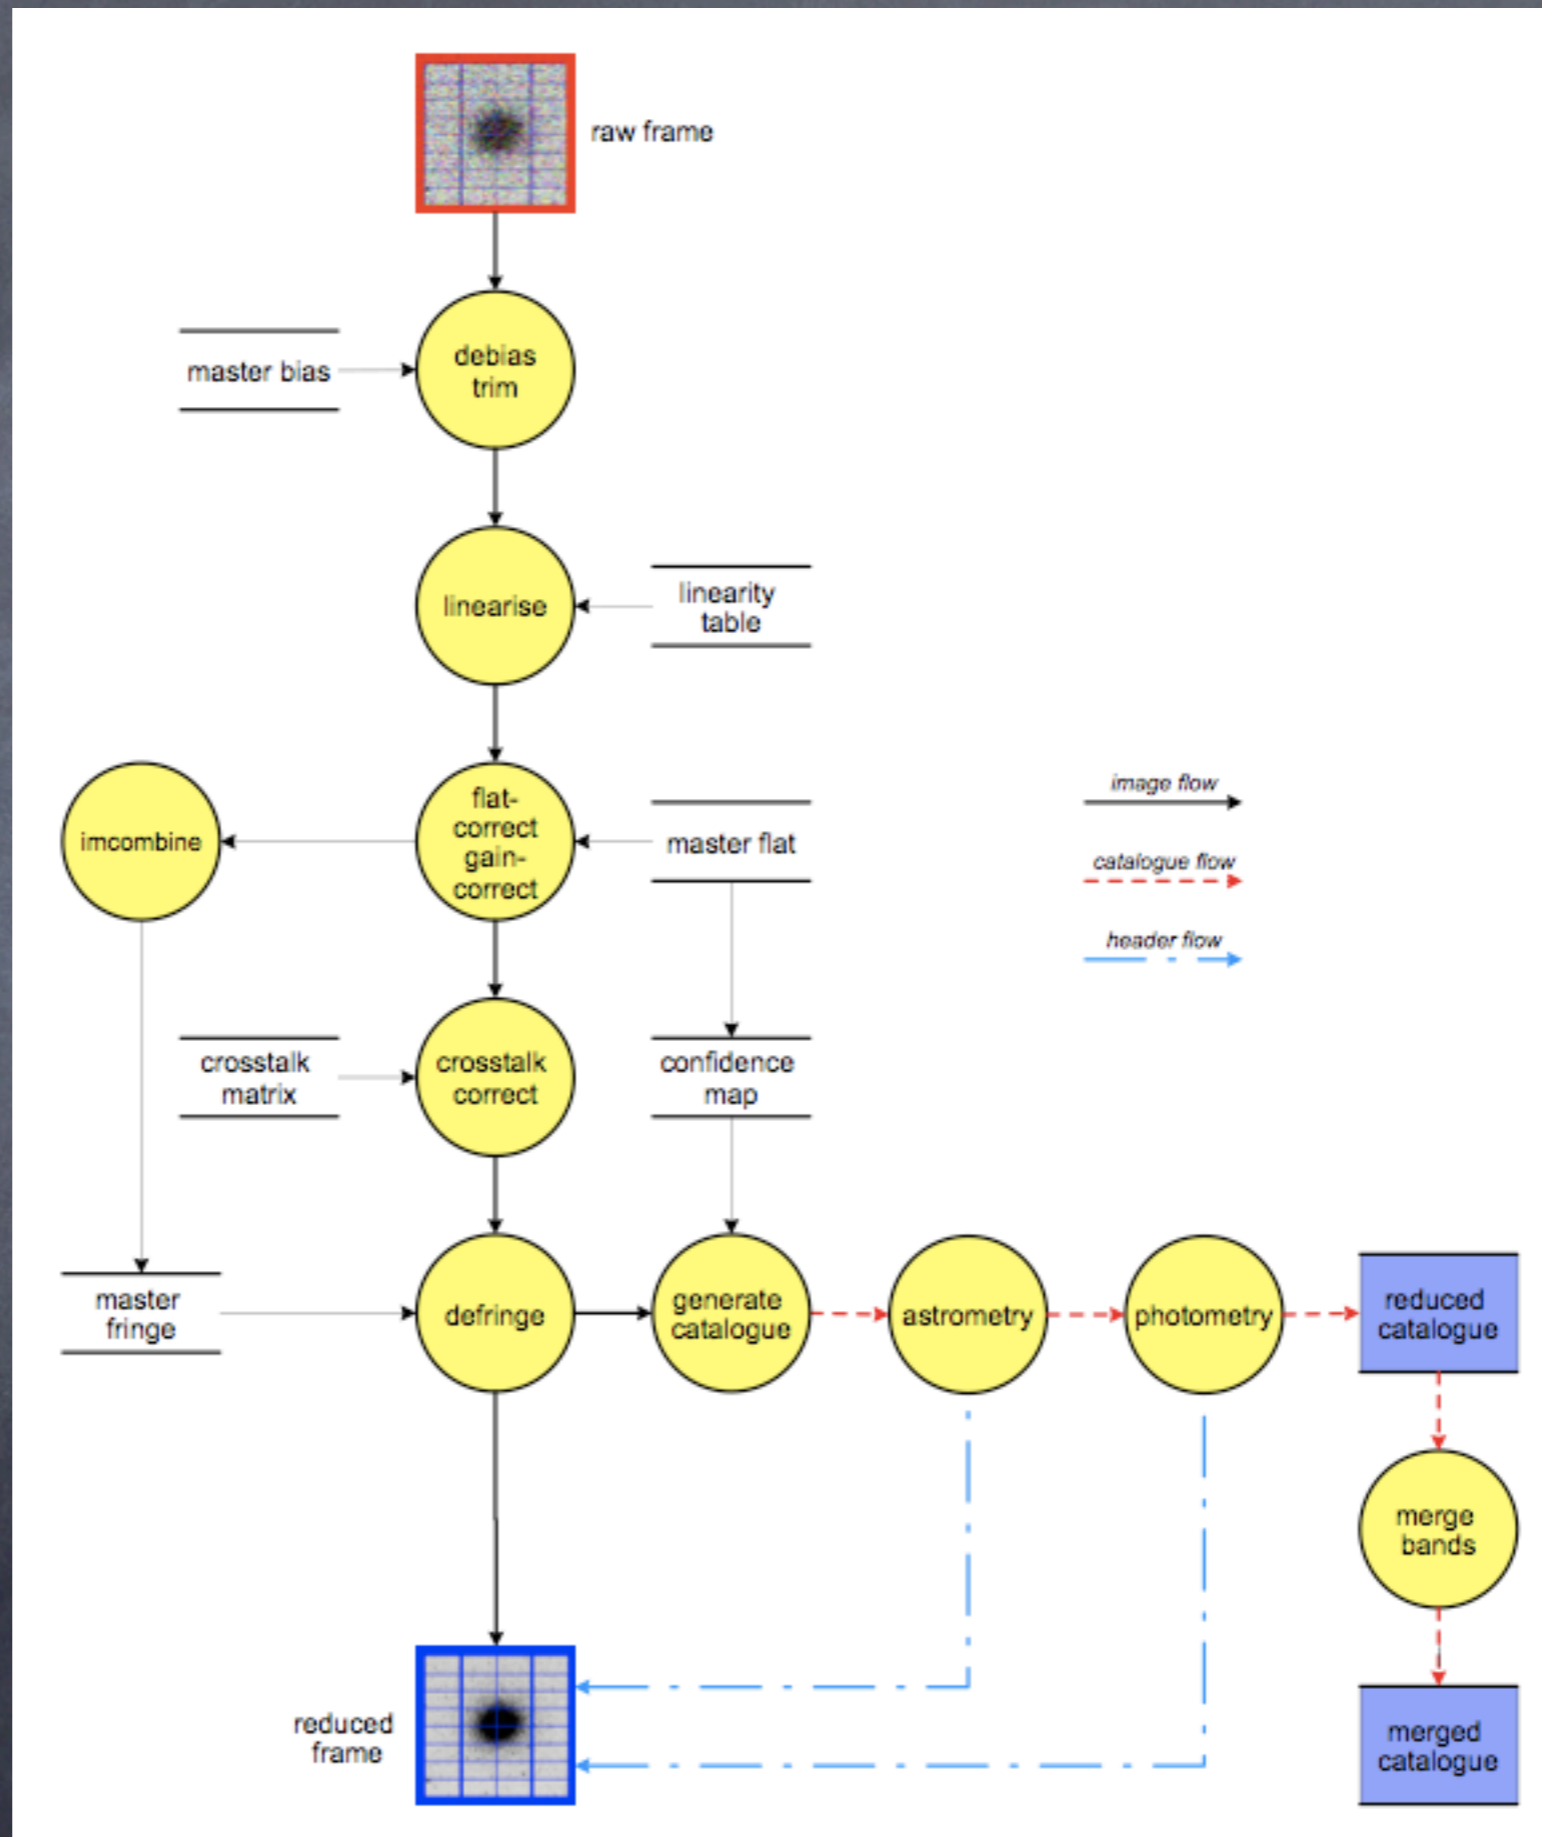 raw frame
debias
trim
master bias
linearise
linearity
table
imcombine
flat-
correct
gain-
correct
master flat
image flow
catalogue flow
header flow
crosstalk
matrix
crosstalk
correct
confidence
map
master
fringe
defringe
generate
catalogue
astrometry
photometry
reduced
catalogue
merge
bands
reduced
frame
merged
catalogue